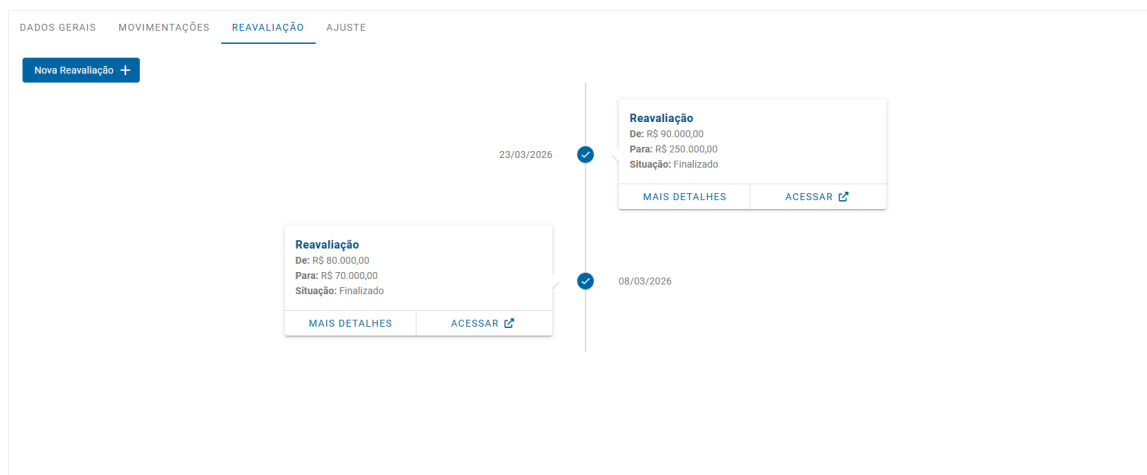 DADOS GERAIS MOVIMENTAÇÕES REAVALIAÇÃO AJUSTE
Nova Reavaliação +
23/03/2026
Reavaliação
De: R$ 90.000,00
Para: R$ 250.000,00
Situação: Finalizado
MAIS DETALHES ACESSAR
Reavaliação
De: R$ 80.000,00
Para: R$ 70.000,00
Situação: Finalizado
MAIS DETALHES ACESSAR
08/03/2026